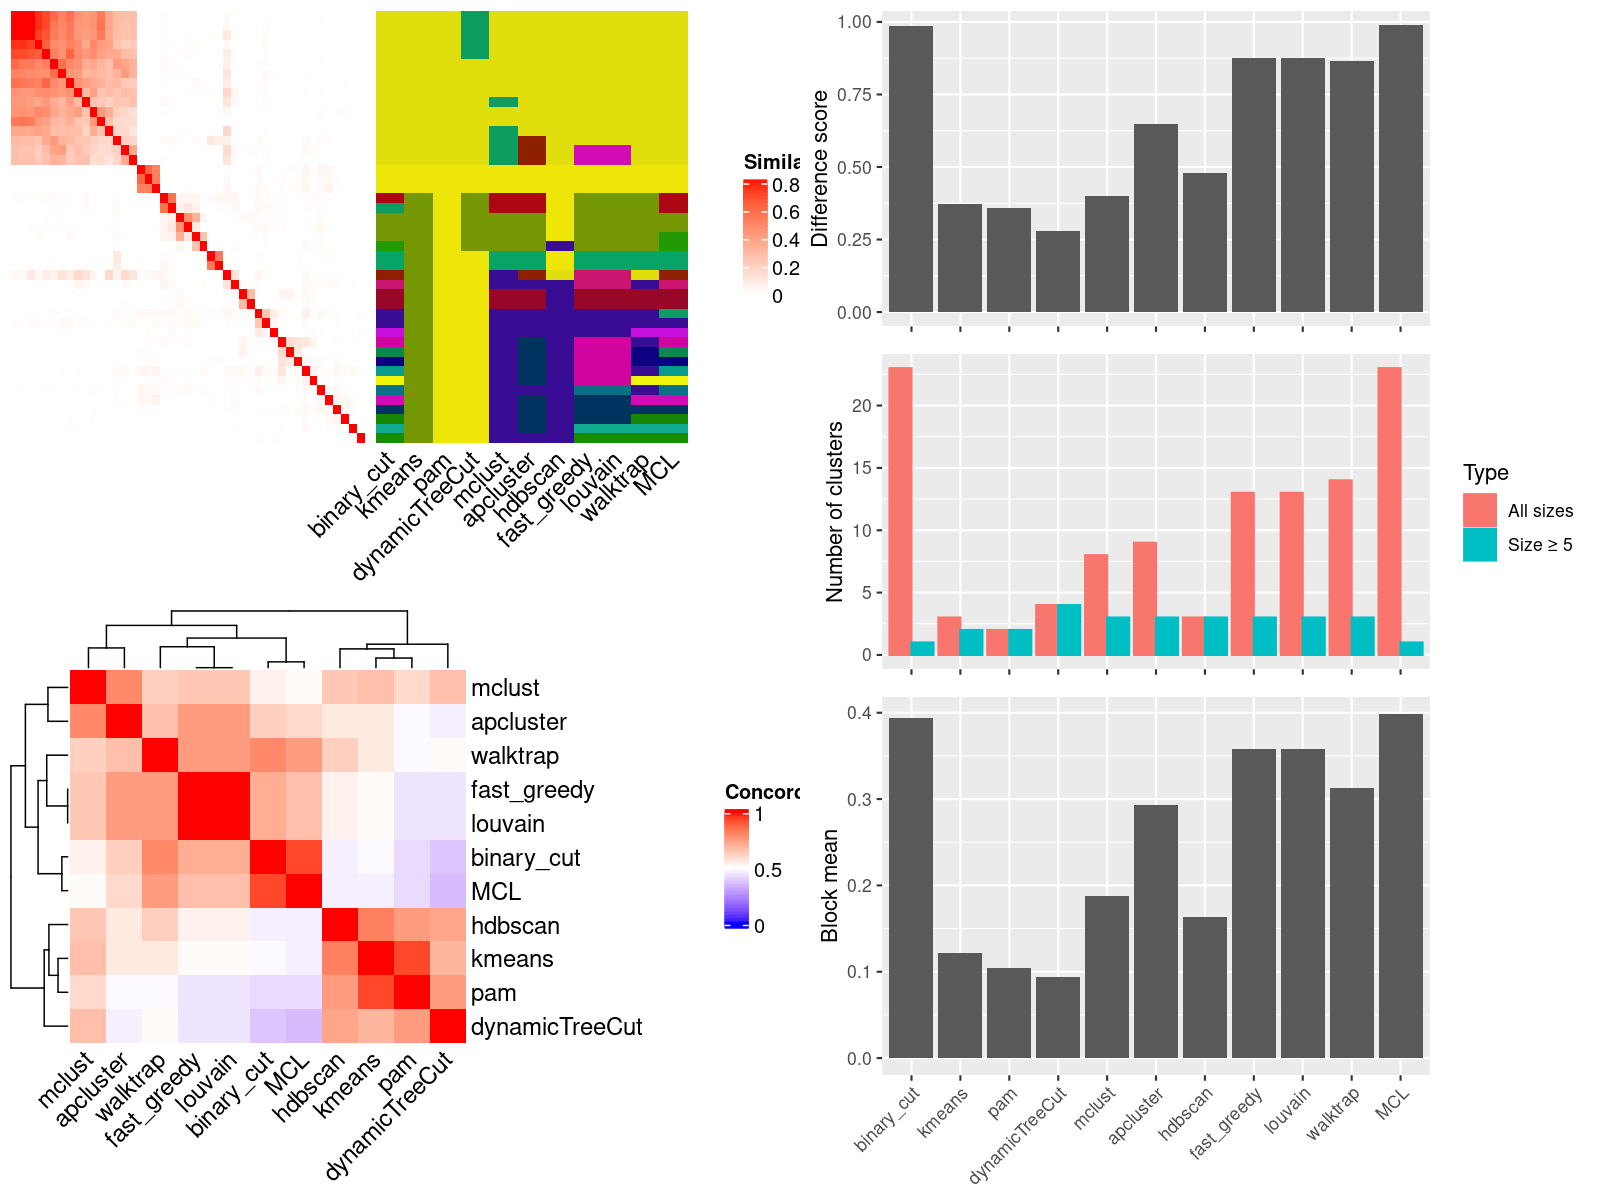 Simila
0.8
0.6
0.4
0.2
0
binary_cut
kmeans
pam
dynamicTreeCut
mclust
apcluster
hdbscan
fast_greedy
louvain
walktrap
MCL
mclust
apcluster
walktrap
fast_greedy
louvain
binary_cut
MCL
hdbscan
kmeans
pam
dynamicTreeCut
mclust
apcluster
walktrap
fast_greedy
louvain
binary_cut
MCL
hdbscan
kmeans
pam
dynamicTreeCut
Concord
1
0.5
0
Difference score
1.00
0.75
0.50
0.25
0.00
Number of clusters
20
15
10
5
0
Type
All sizes
Size ≥ 5
Block mean
0.4
0.3
0.2
0.1
0.0
binary_cut
kmeans
pam
dynamicTreeCut
mclust
apcluster
hdbscan
fast_greedy
louvain
walktrap
MCL